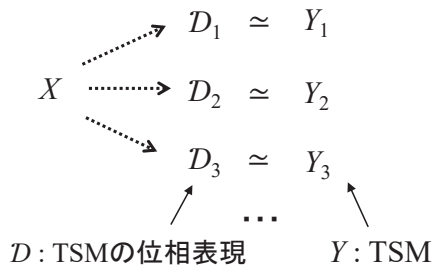 𝒟₁ ≃ Y₁
X 𝒟₂ ≃ Y₂
𝒟₃ ≃ Y₃
...
𝒟 : TSMの位相表現 Y : TSM